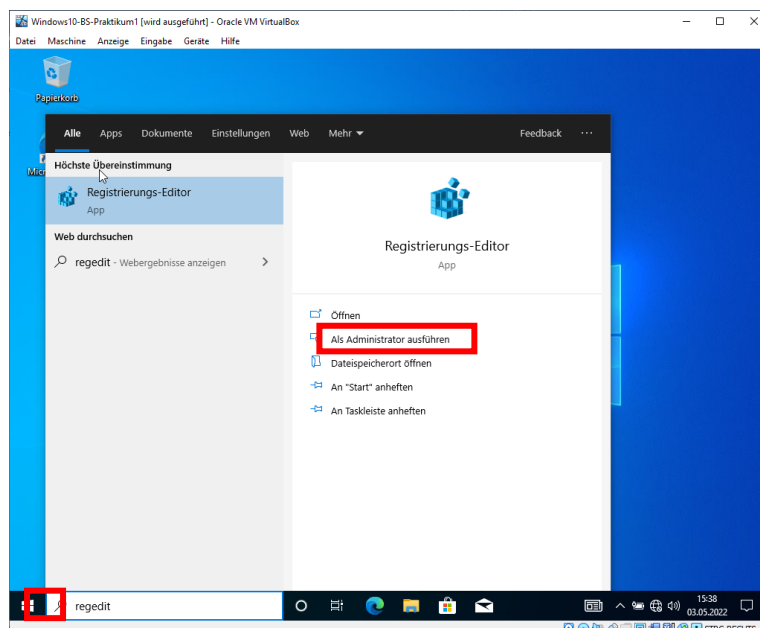 Windows10-BS-Praktikum1 [wird ausgeführt] - Oracle VM VirtualBox
Datei Maschine Anzeige Eingabe Geräte Hilfe
Papierkorb
Alle Apps Dokumente Einstellungen Web Mehr Feedback ...
Höchste Übereinstimmung
Registrierungs-Editor
App
Web durchsuchen
regedit - Webergebnisse anzeigen
Registrierungs-Editor
App
Öffnen
Als Administrator ausführen
Dateispeicherort öffnen
An "Start" anheften
An Taskleiste anheften
regedit
15:38
03.05.2022